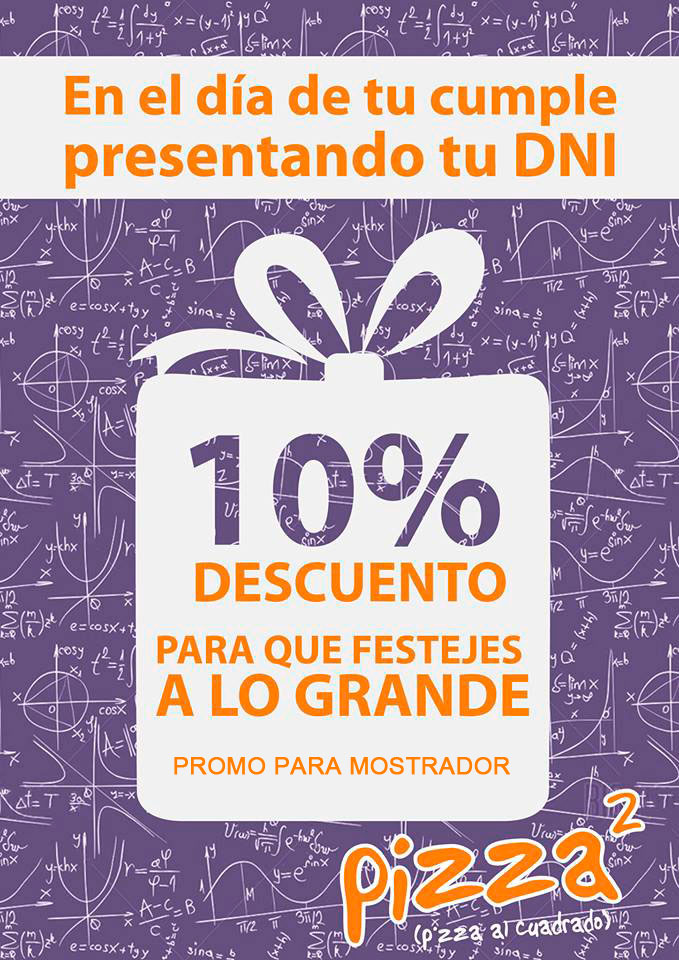 En el día de tu cumple
presentando tu DNI
10%
DESCUENTO
PARA QUE FESTEJES
A LO GRANDE
PROMO PARA MOSTRADOR
pizza²
(pizza al cuadrado)